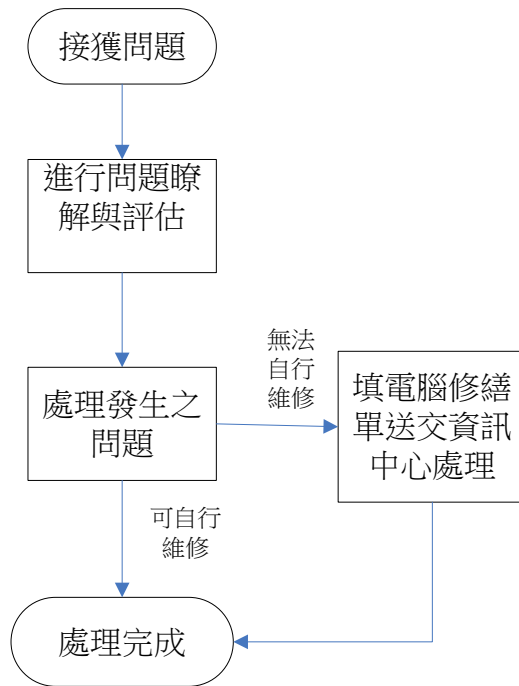 接獲問題
進行問題瞭
解與評估
處理發生之
問題
無法
自行
維修
填電腦修繕
單送交資訊
中心處理
可自行
維修
處理完成